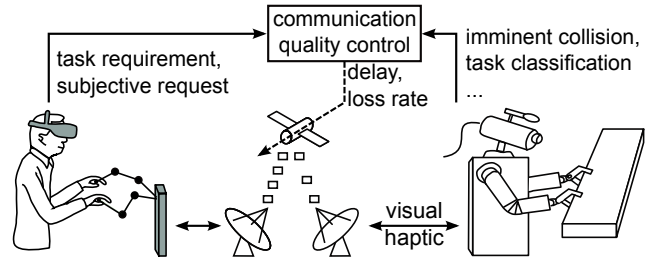 communication
quality control
task requirement,
subjective request
delay,
loss rate
imminent collision,
task classification
...
visual
haptic